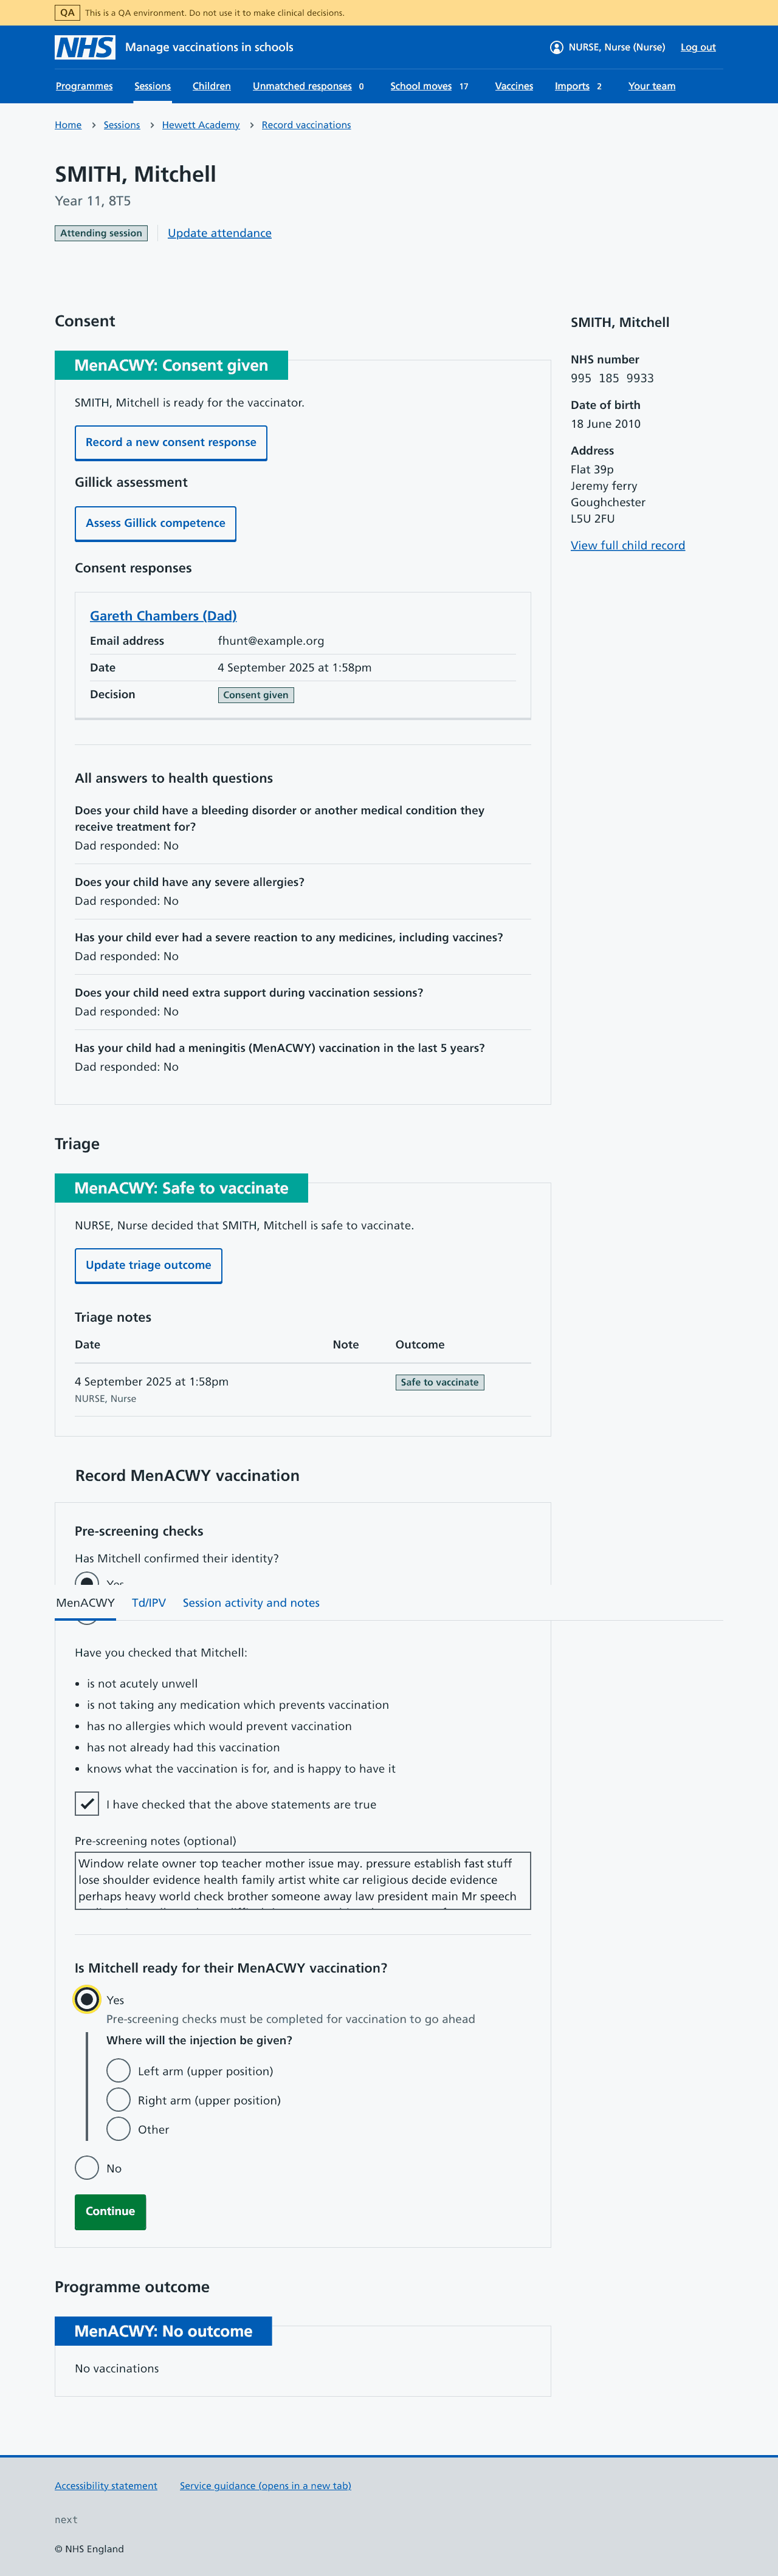 QA This is a QA environment. Do not use it to make clinical decisions.
NHS Manage vaccinations in schools NURSE, Nurse (Nurse) Log out
Programmes Sessions Children Unmatched responses 0 School moves 17 Vaccines Imports 2 Your team
Home Sessions Hewett Academy Record vaccinations
SMITH, Mitchell
Year 11, 8T5
Attending session Update attendance
Consent
MenACWY: Consent given
SMITH, Mitchell is ready for the vaccinator.
Record a new consent response
Gillick assessment
Assess Gillick competence
Consent responses
Gareth Chambers (Dad)
Email address fhunt@example.org
Date 4 September 2025 at 1:58pm
Decision Consent given
All answers to health questions
Does your child have a bleeding disorder or another medical condition they
receive treatment for?
Dad responded: No
Does your child have any severe allergies?
Dad responded: No
Has your child ever had a severe reaction to any medicines, including vaccines?
Dad responded: No
Does your child need extra support during vaccination sessions?
Dad responded: No
Has your child had a meningitis (MenACWY) vaccination in the last 5 years?
Dad responded: No
SMITH, Mitchell
NHS number
995 185 9933
Date of birth
18 June 2010
Address
Flat 39p
Jeremy ferry
Goughchester
L5U 2FU
View full child record
Triage
MenACWY: Safe to vaccinate
NURSE, Nurse decided that SMITH, Mitchell is safe to vaccinate.
Update triage outcome
Triage notes
Date Note Outcome
4 September 2025 at 1:58pm Safe to vaccinate
NURSE, Nurse
Record MenACWY vaccination
Pre-screening checks
Has Mitchell confirmed their identity?
Yes
MenACWY Td/IPV Session activity and notes
Have you checked that Mitchell:
• is not acutely unwell
• is not taking any medication which prevents vaccination
• has no allergies which would prevent vaccination
• has not already had this vaccination
• knows what the vaccination is for, and is happy to have it
I have checked that the above statements are true
Pre-screening notes (optional)
Window relate owner top teacher mother issue may. pressure establish fast stuff
lose shoulder evidence health family artist white car religious decide evidence
perhaps heavy world check brother someone away law president main Mr speech
Is Mitchell ready for their MenACWY vaccination?
Yes
Pre-screening checks must be completed for vaccination to go ahead
Where will the injection be given?
Left arm (upper position)
Right arm (upper position)
Other
No
Continue
Programme outcome
MenACWY: No outcome
No vaccinations
Accessibility statement Service guidance (opens in a new tab)
next
© NHS England